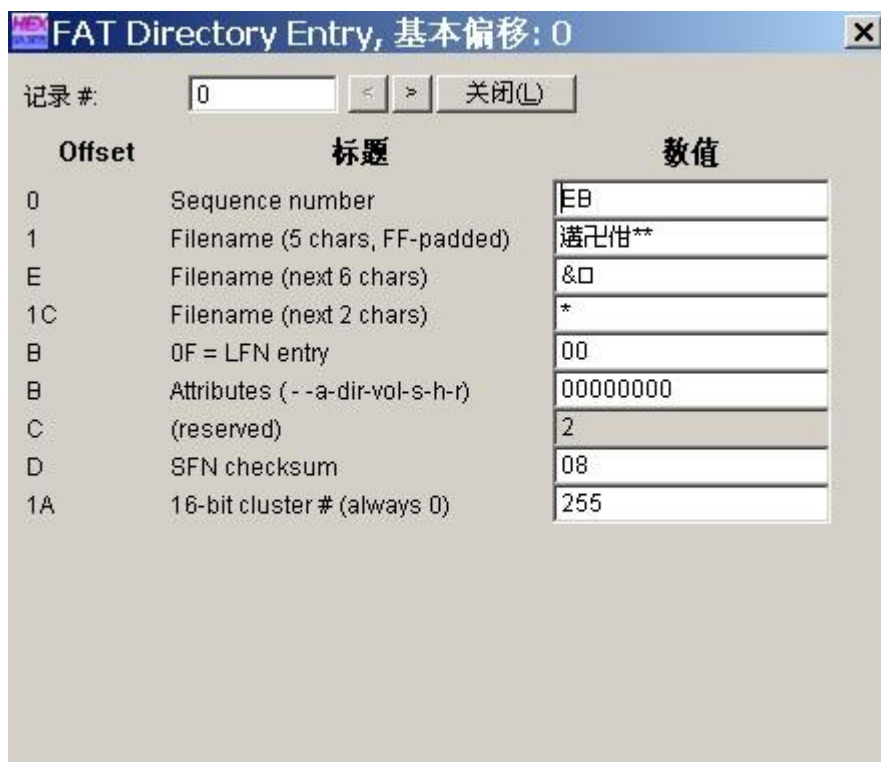 FAT Directory Entry, 基本偏移: 0
记录 #: 0 < > 关闭(L)
Offset 标题 数值
0 Sequence number EB
1 Filename (5 chars, FF-padded) 遘卍佄**
E Filename (next 6 chars) &□
1C Filename (next 2 chars) *
B 0F = LFN entry 00
B Attributes ( - -a-dir-vol-s-h-r) 00000000
C (reserved) 2
D SFN checksum 08
1A 16-bit cluster # (always 0) 255